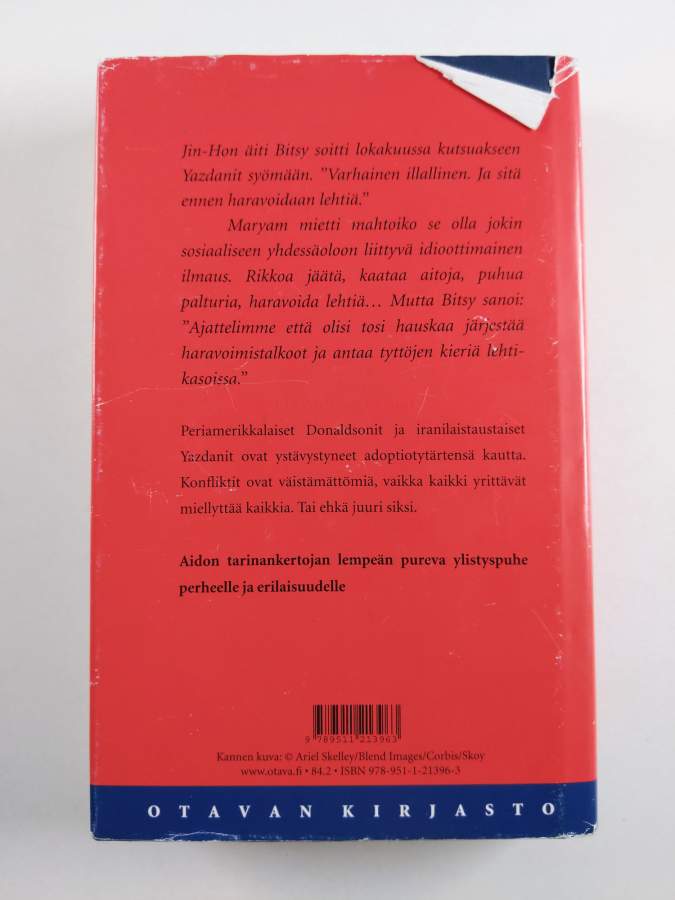 Jin-Hon äiti Bitsy soitti lokakuussa kutsuakseen
Yazdanit syömään. ”Varhainen illallinen. Ja sitä
ennen haravoidaan lehtiä.”
Maryam mietti mahtoiko se olla jokin
sosiaaliseen yhdessäoloon liittyvä idioottimainen
ilmaus. Rikkoa jäätä, kaataa aitoja, puhua
palturia, haravoida lehtiä… Mutta Bitsy sanoi:
”Ajattelimme että olisi tosi hauskaa järjestää
haravoimistalkoot ja antaa tyttöjen kieriä lehti-
kasoissa.”
Periamerikkalaiset Donaldsonit ja iranilaistaustaiset
Yazdanit ovat ystävystyneet adoptiotytärtensä kautta.
Konfliktit ovat väistämättömiä, vaikka kaikki yrittävät
miellyttää kaikkia. Tai ehkä juuri siksi.
Aidon tarinankertojan lempeän pureva ylistyspuhe
perheelle ja erilaisuudelle
9 789511 213963
Kannen kuva: © Ariel Skelley/Blend Images/Corbis/Skoy
www.otava.fi • 84.2 • ISBN 978-951-1-21396-3
OTAVAN KIRJASTO